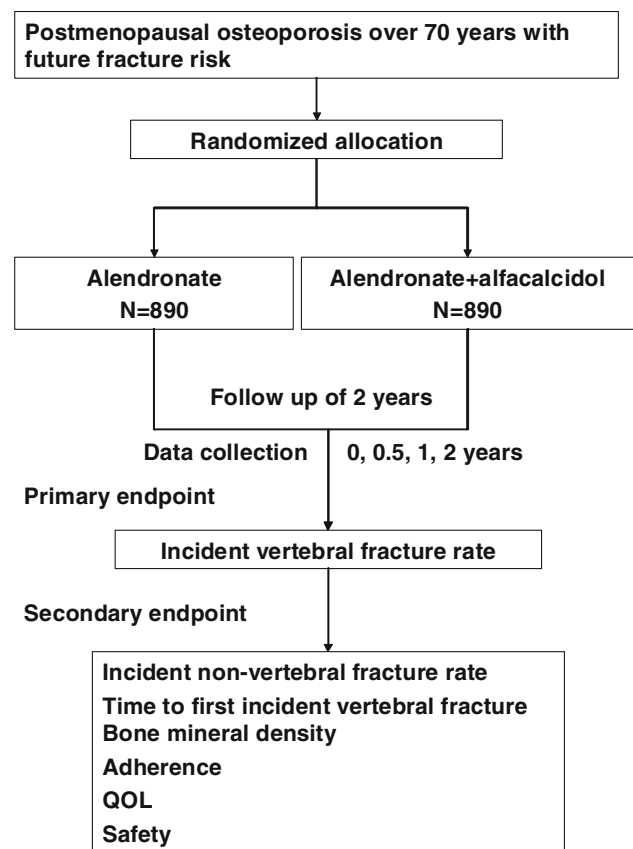 Postmenopausal osteoporosis over 70 years with
future fracture risk
Randomized allocation
Alendronate
N=890
Alendronate+alfacalcidol
N=890
Follow up of 2 years
Data collection 0, 0.5, 1, 2 years
Primary endpoint
Incident vertebral fracture rate
Secondary endpoint
Incident non-vertebral fracture rate
Time to first incident vertebral fracture
Bone mineral density
Adherence
QOL
Safety